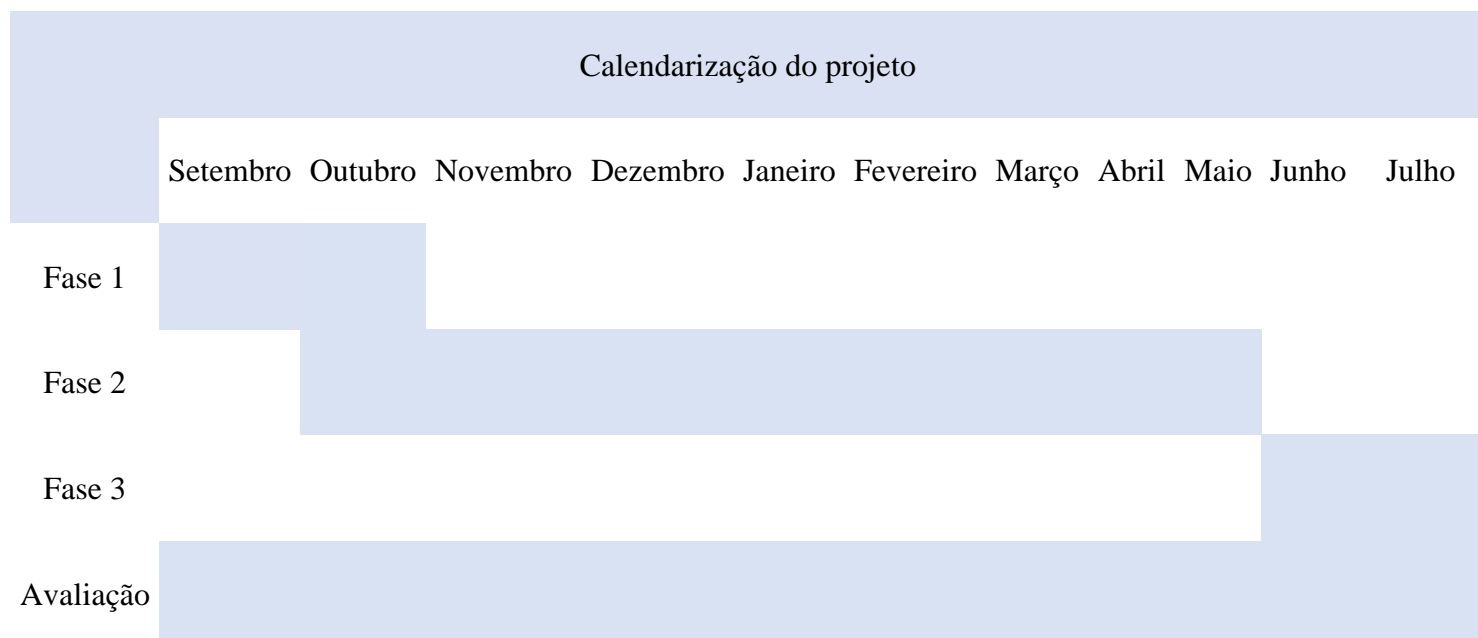 Calendarização do projeto
Setembro Outubro Novembro Dezembro Janeiro Fevereiro Março Abril Maio Junho Julho
Fase 1
Fase 2
Fase 3
Avaliação